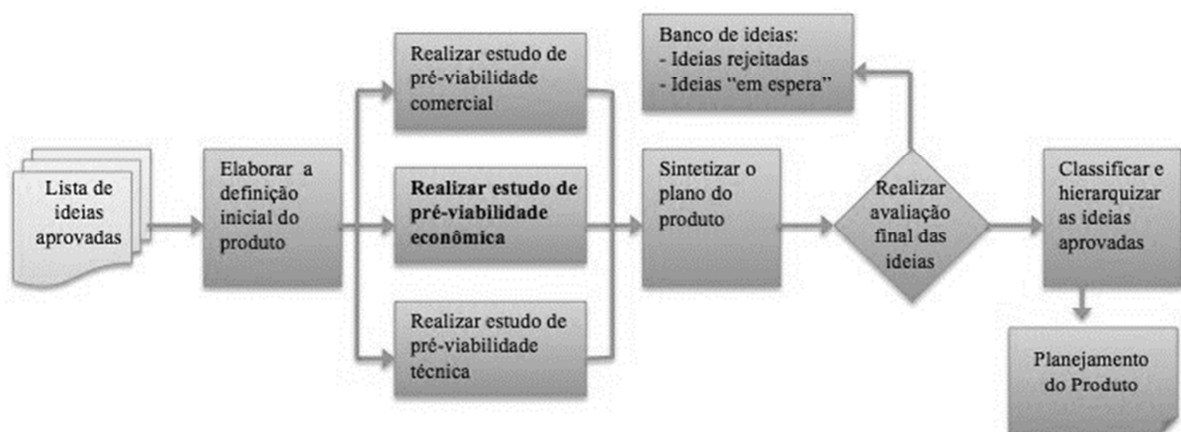 Lista de
ideias
aprovadas
Elaborar a
definição
inicial do
produto
Realizar estudo de
pré-viabilidade
comercial
Realizar estudo de
pré-viabilidade
econômica
Realizar estudo de
pré-viabilidade
técnica
Sintetizar o
plano do
produto
Banco de ideias:
- Ideias rejeitadas
- Ideias “em espera”
Realizar
avaliação
final das
ideias
Classificar e
hierarquizar
as ideias
aprovadas
Planejamento
do Produto